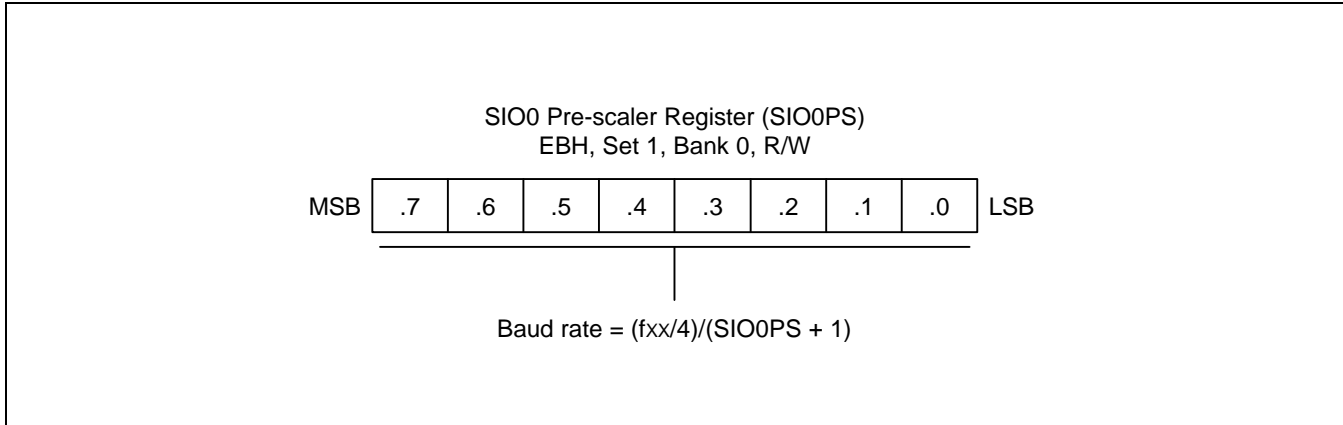 SIO0 Pre-scaler Register (SIO0PS)
EBH, Set 1, Bank 0, R/W
MSB .7 .6 .5 .4 .3 .2 .1 .0 LSB
Baud rate = (fxx/4)/(SIO0PS + 1)